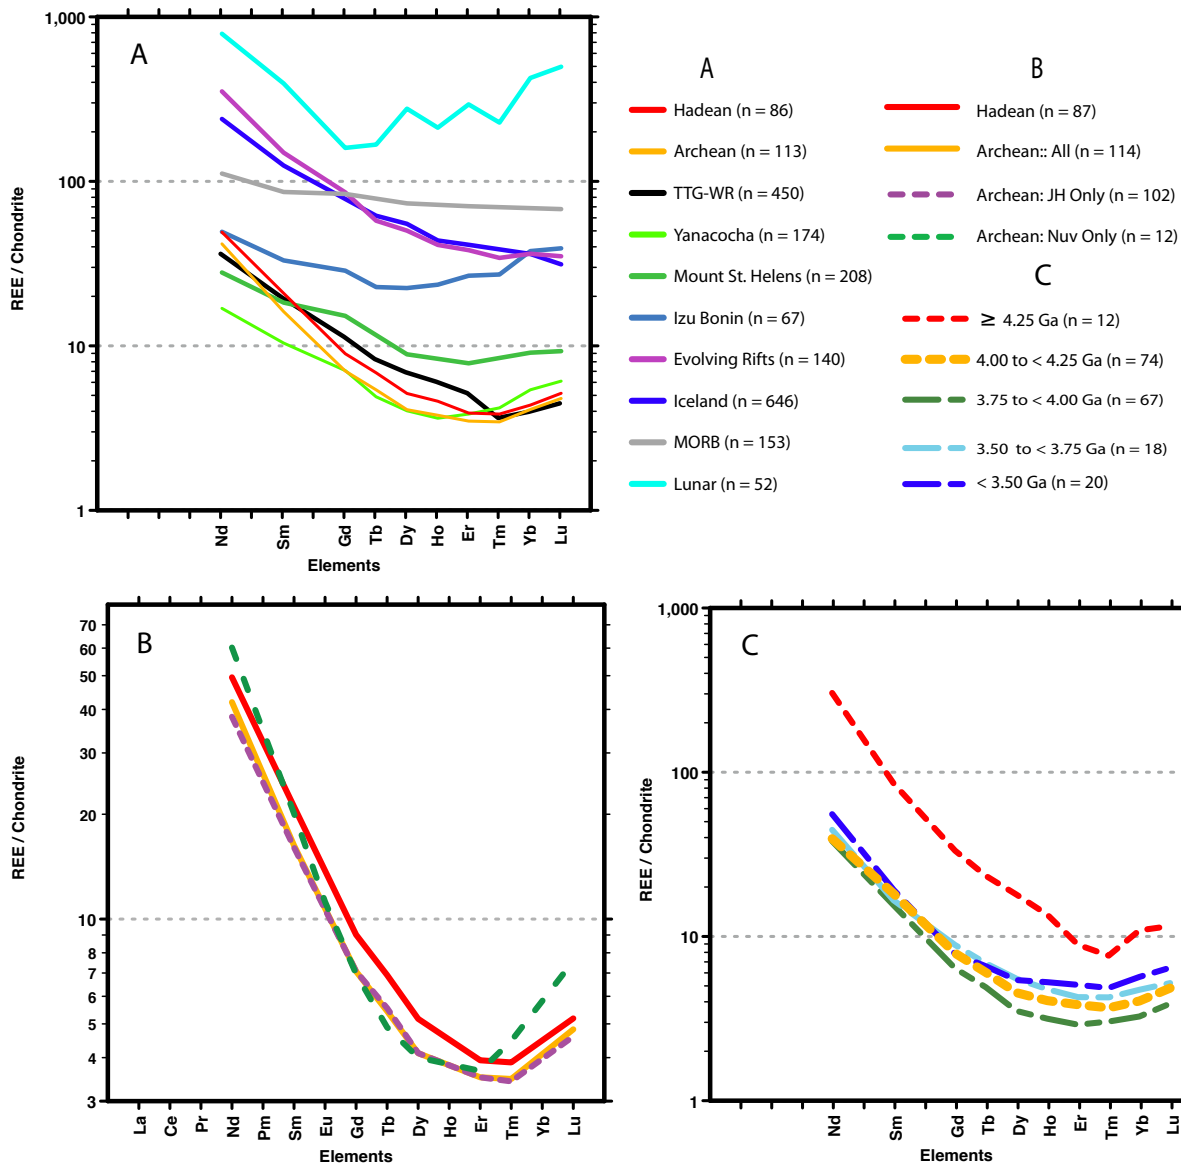 A
1,000
100
10
1
REE / Chondrite
Nd
Sm
Gd
Tb
Dy
Ho
Er
Tm
Yb
Lu
Elements
A
Hadean (n = 86)
Archean (n = 113)
TTG-WR (n = 450)
Yanacocha (n = 174)
Mount St. Helens (n = 208)
Izu Bonin (n = 67)
Evolving Rifts (n = 140)
Iceland (n = 646)
MORB (n = 153)
Lunar (n = 52)
B
Hadean (n = 87)
Archean:: All (n = 114)
Archean: JH Only (n = 102)
Archean: Nuv Only (n = 12)
C
≥ 4.25 Ga (n = 12)
4.00 to < 4.25 Ga (n = 74)
3.75 to < 4.00 Ga (n = 67)
3.50 to < 3.75 Ga (n = 18)
< 3.50 Ga (n = 20)
B
70
60
50
40
30
20
10
8
7
6
5
4
3
REE / Chondrite
La
Ce
Pr
Nd
Pm
Sm
Eu
Gd
Tb
Dy
Ho
Er
Tm
Yb
Lu
Elements
C
1,000
100
10
1
REE / Chondrite
Nd
Sm
Gd
Tb
Dy
Ho
Er
Tm
Yb
Lu
Elements